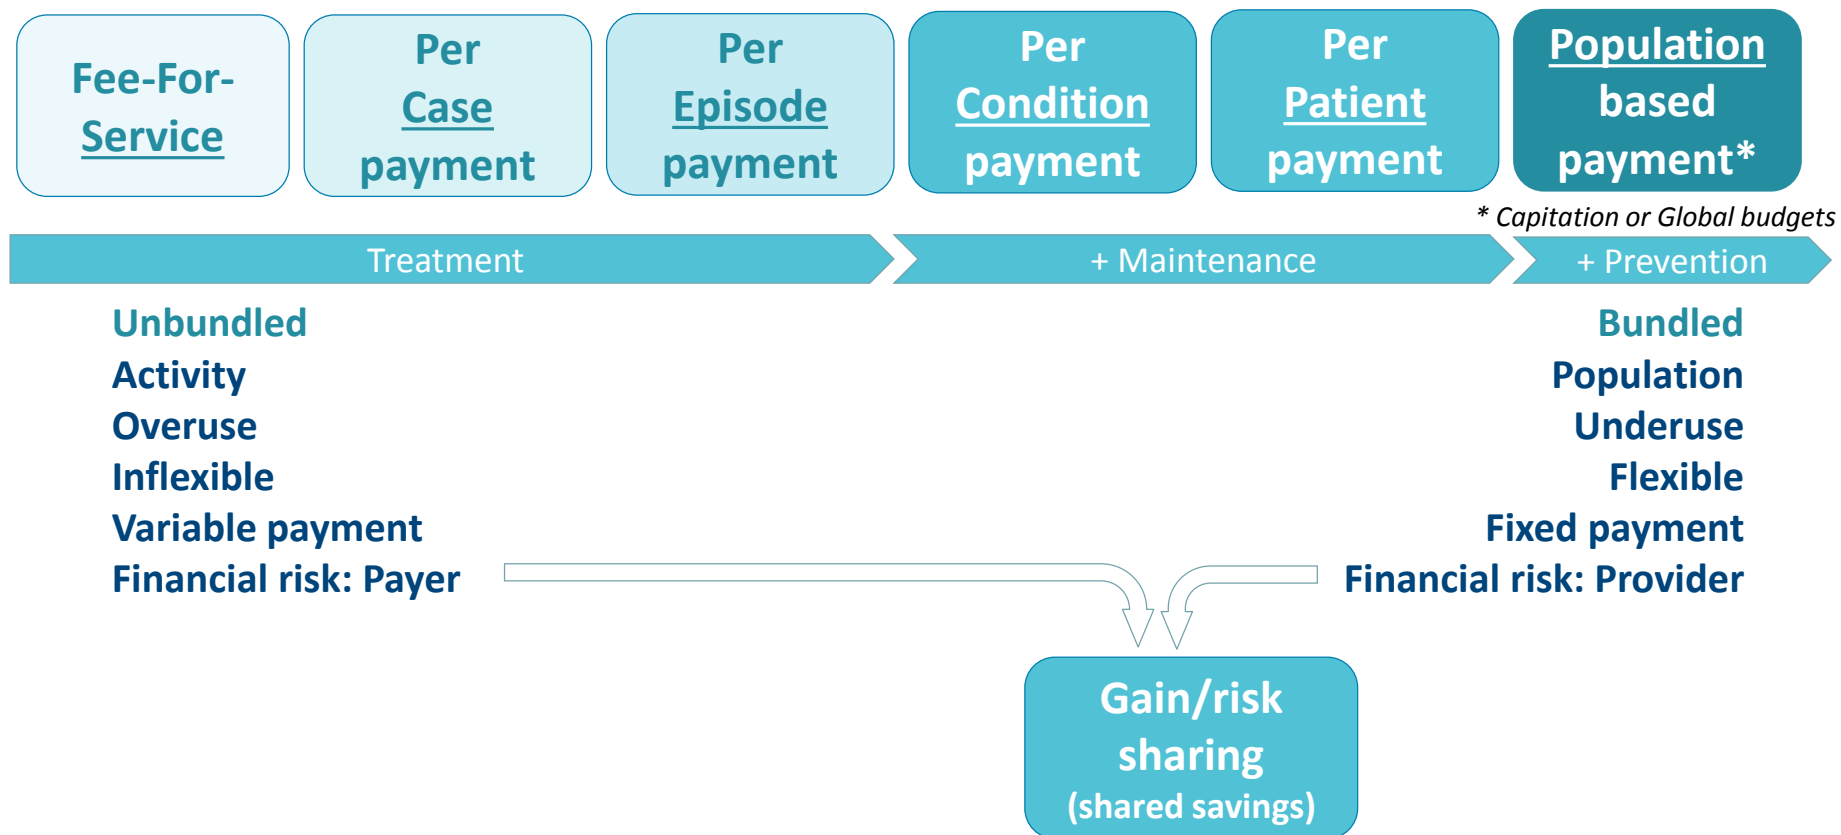 Fee-For-
Service
Per
Case
payment
Per
Episode
payment
Per
Condition
payment
Per
Patient
payment
Population
based
payment*
* Capitation or Global budgets
Treatment
+ Maintenance
+ Prevention
Unbundled
Activity
Overuse
Inflexible
Variable payment
Financial risk: Payer
Bundled
Population
Underuse
Flexible
Fixed payment
Financial risk: Provider
Gain/risk
sharing
(shared savings)